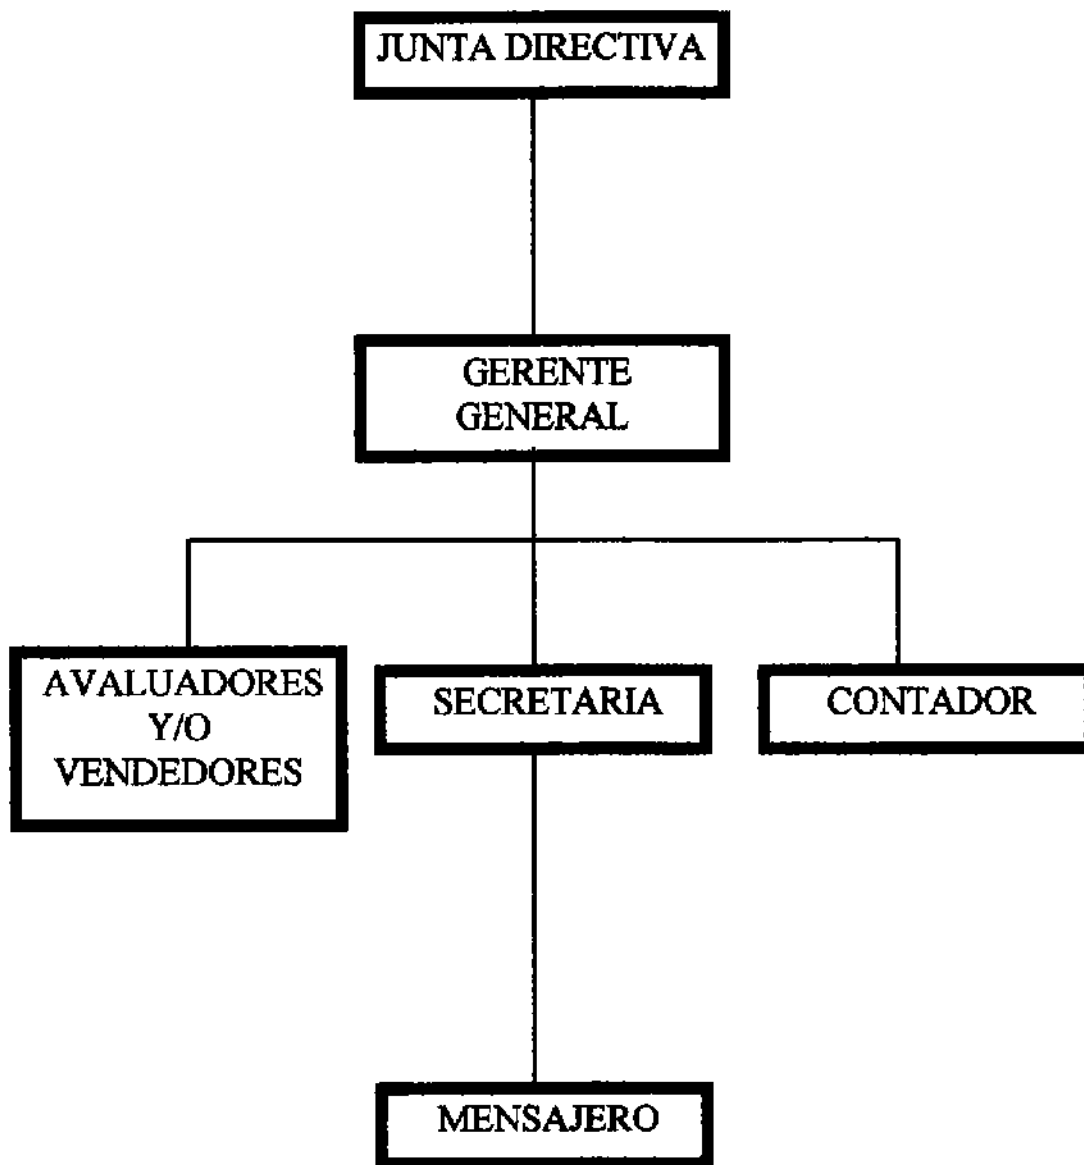 JUNTA DIRECTIVA
GERENTE
GENERAL
AVALUADORES
Y/O
VENDEDORES
SECRETARIA
CONTADOR
MENSAJERO